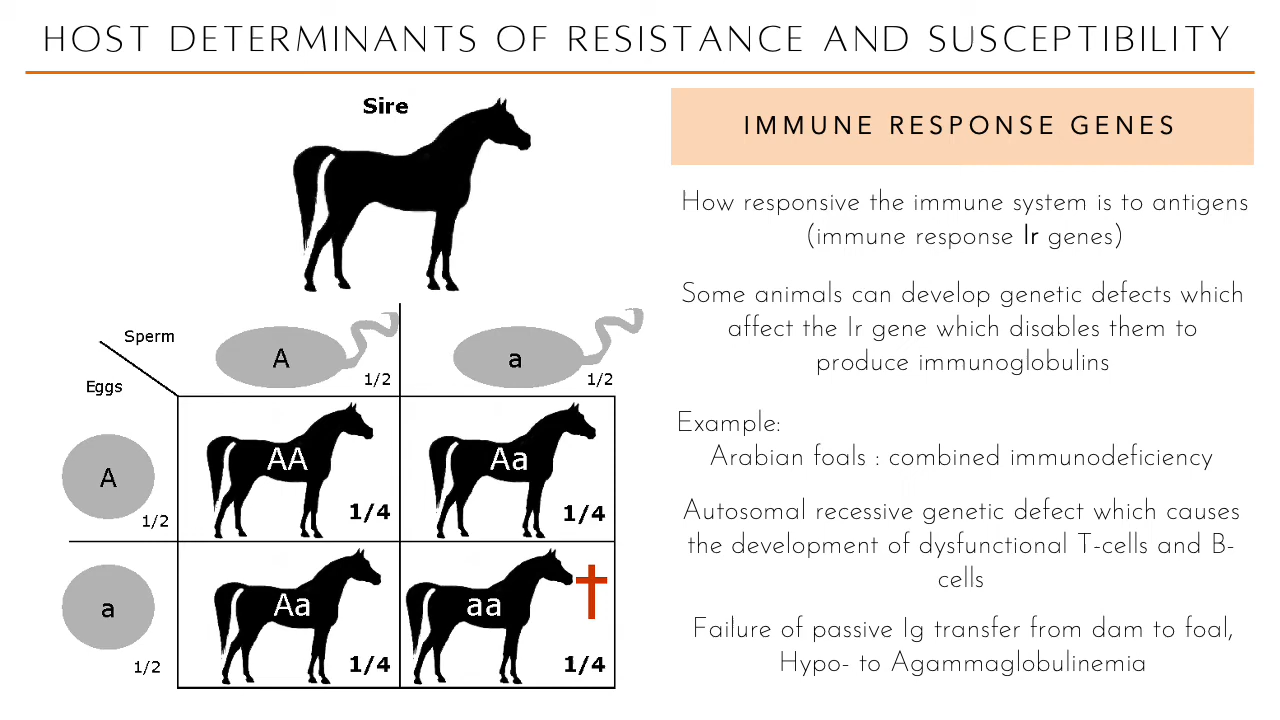 HOST DETERMINANTS OF RESISTANCE AND SUSCEPTIBILITY
Sire
Sperm
Eggs
A
1/2
a
1/2
A
1/2
AA
1/4
Aa
1/4
a
1/2
Aa
1/4
aa
1/4
IMMUNE RESPONSE GENES
How responsive the immune system is to antigens
(immune response Ir genes)
Some animals can develop genetic defects which
affect the Ir gene which disables them to
produce immunoglobulins
Example:
Arabian foals : combined immunodeficiency
Autosomal recessive genetic defect which causes
the development of dysfunctional T-cells and B-
cells
Failure of passive Ig transfer from dam to foal,
Hypo- to Agammaglobulinemia